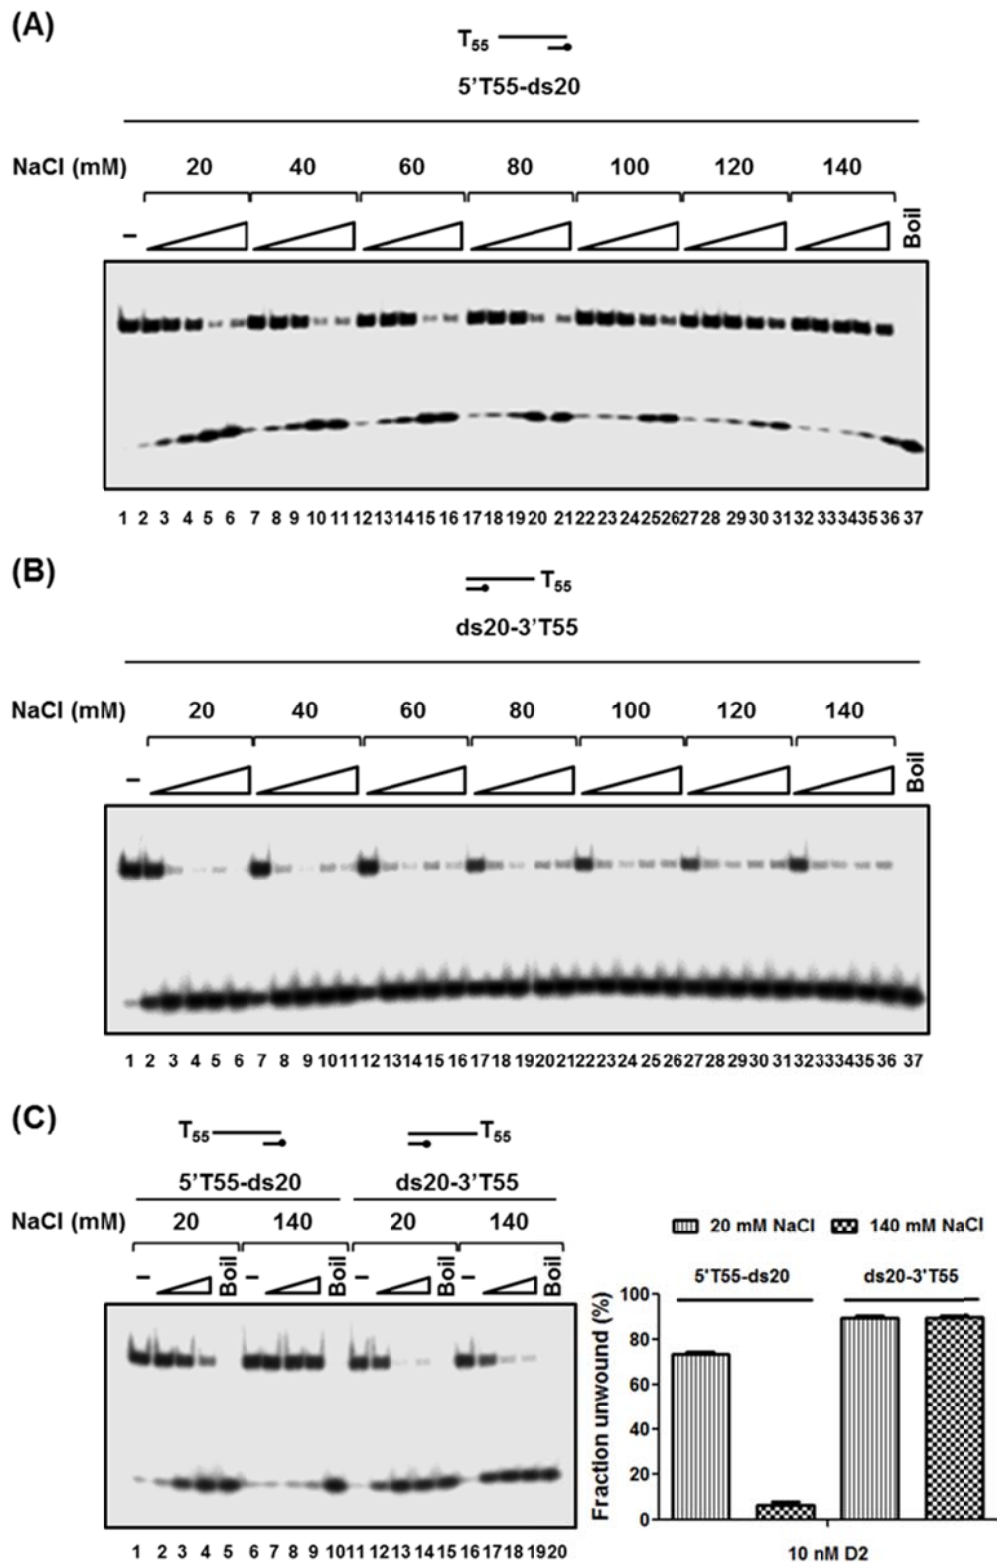 (A)
T55
5'T55-ds20
NaCl (mM) 20 40 60 80 100 120 140
– Boil
1 2 3 4 5 6 7 8 9 10 11 12 13 14 15 16 17 18 19 20 21 22 23 24 25 26 27 28 29 30 31 32 33 34 35 36 37
(B)
T55
ds20-3'T55
NaCl (mM) 20 40 60 80 100 120 140
– Boil
1 2 3 4 5 6 7 8 9 10 11 12 13 14 15 16 17 18 19 20 21 22 23 24 25 26 27 28 29 30 31 32 33 34 35 36 37
(C)
T55 T55
5'T55-ds20 ds20-3'T55
NaCl (mM) 20 140 20 140
– Boil – Boil – Boil – Boil
1 2 3 4 5 6 7 8 9 10 11 12 13 14 15 16 17 18 19 20
20 mM NaCl 140 mM NaCl
5'T55-ds20 ds20-3'T55
Fraction unwound (%)
100
80
60
40
20
0
10 nM D2